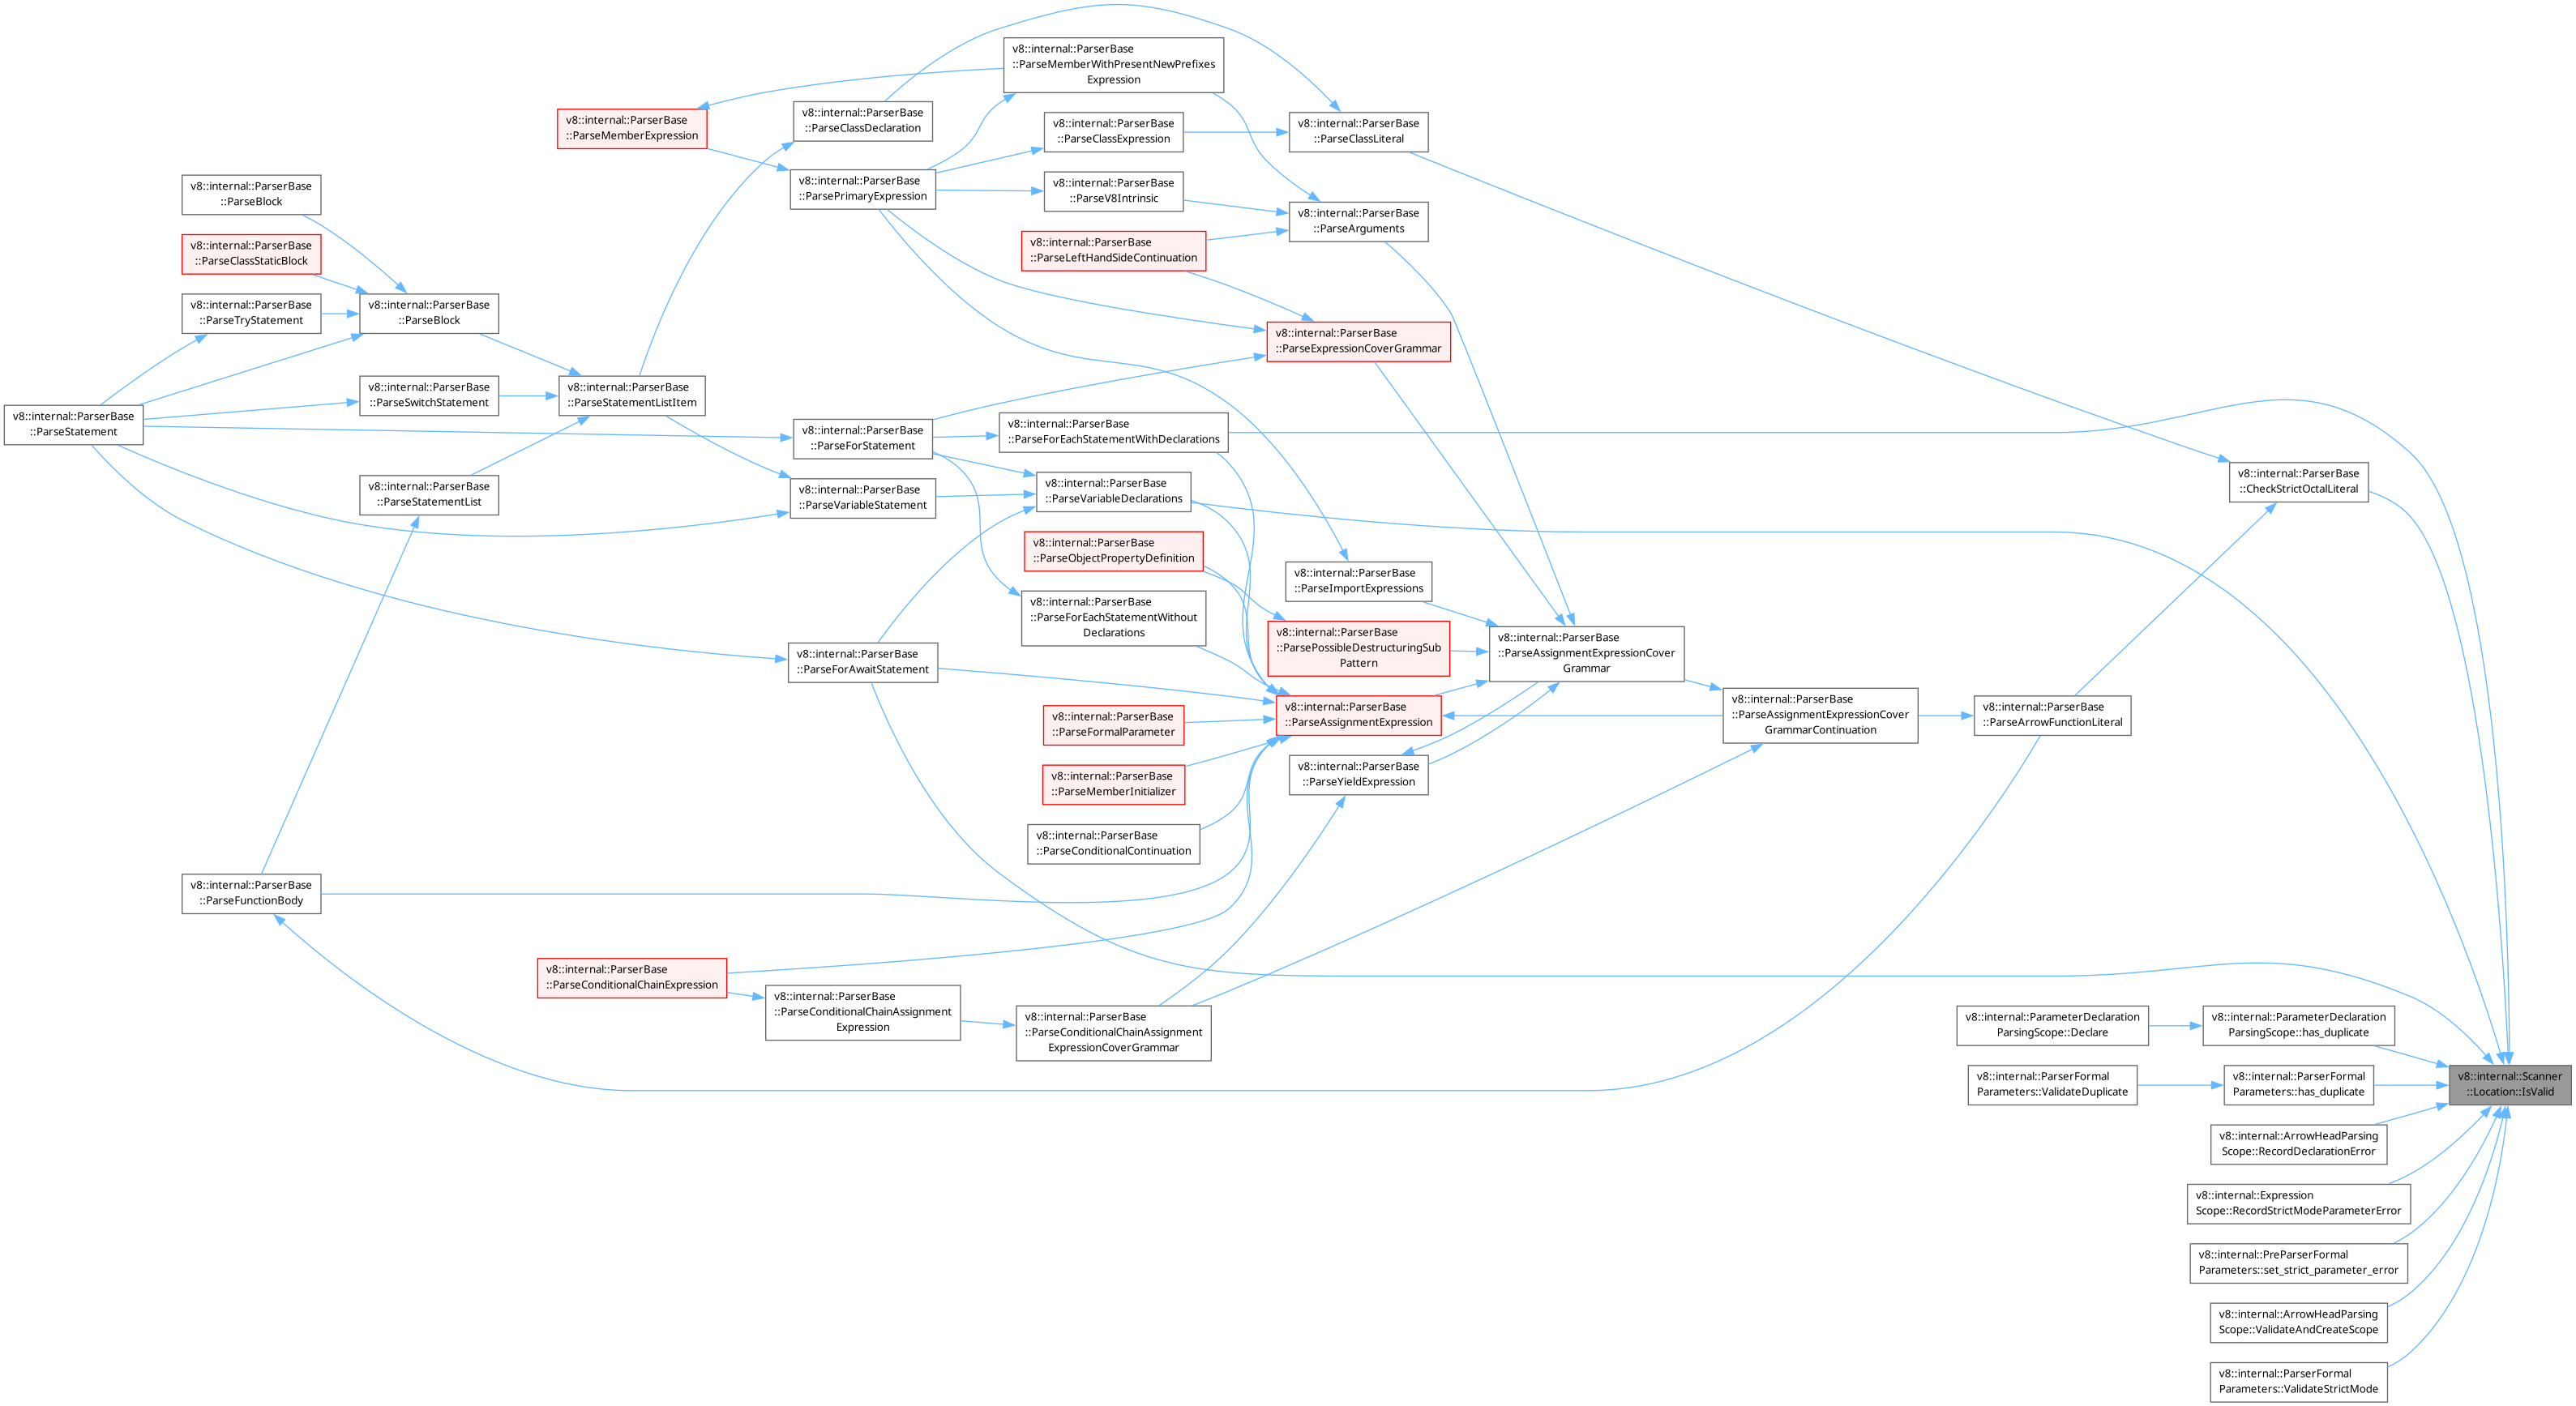 v8::internal::ParserBase
::ParseStatement
v8::internal::ParserBase
::ParseBlock
v8::internal::ParserBase
::ParseClassStaticBlock
v8::internal::ParserBase
::ParseTryStatement
v8::internal::ParserBase
::ParseFunctionBody
v8::internal::ParserBase
::ParseBlock
v8::internal::ParserBase
::ParseSwitchStatement
v8::internal::ParserBase
::ParseStatementList
v8::internal::ParserBase
::ParseMemberExpression
v8::internal::ParserBase
::ParseStatementListItem
v8::internal::ParserBase
::ParseConditionalChainExpression
v8::internal::ParserBase
::ParseClassDeclaration
v8::internal::ParserBase
::ParsePrimaryExpression
v8::internal::ParserBase
::ParseForStatement
v8::internal::ParserBase
::ParseVariableStatement
v8::internal::ParserBase
::ParseForAwaitStatement
v8::internal::ParserBase
::ParseConditionalChainAssignment
Expression
v8::internal::ParserBase
::ParseMemberWithPresentNewPrefixes
Expression
v8::internal::ParserBase
::ParseClassExpression
v8::internal::ParserBase
::ParseV8Intrinsic
v8::internal::ParserBase
::ParseLeftHandSideContinuation
v8::internal::ParserBase
::ParseForEachStatementWithDeclarations
v8::internal::ParserBase
::ParseVariableDeclarations
v8::internal::ParserBase
::ParseObjectPropertyDefinition
v8::internal::ParserBase
::ParseForEachStatementWithout
Declarations
v8::internal::ParserBase
::ParseFormalParameter
v8::internal::ParserBase
::ParseMemberInitializer
v8::internal::ParserBase
::ParseConditionalContinuation
v8::internal::ParserBase
::ParseConditionalChainAssignment
ExpressionCoverGrammar
v8::internal::ParserBase
::ParseClassLiteral
v8::internal::ParserBase
::ParseArguments
v8::internal::ParserBase
::ParseExpressionCoverGrammar
v8::internal::ParserBase
::ParseImportExpressions
v8::internal::ParserBase
::ParsePossibleDestructuringSub
Pattern
v8::internal::ParserBase
::ParseAssignmentExpression
v8::internal::ParserBase
::ParseYieldExpression
v8::internal::ParserBase
::ParseAssignmentExpressionCover
Grammar
v8::internal::ParserBase
::ParseAssignmentExpressionCover
GrammarContinuation
v8::internal::ParserBase
::ParseArrowFunctionLiteral
v8::internal::ParameterDeclaration
ParsingScope::Declare
v8::internal::ParserFormal
Parameters::ValidateDuplicate
v8::internal::ParserBase
::CheckStrictOctalLiteral
v8::internal::ParameterDeclaration
ParsingScope::has_duplicate
v8::internal::ParserFormal
Parameters::has_duplicate
v8::internal::ArrowHeadParsing
Scope::RecordDeclarationError
v8::internal::Expression
Scope::RecordStrictModeParameterError
v8::internal::PreParserFormal
Parameters::set_strict_parameter_error
v8::internal::ArrowHeadParsing
Scope::ValidateAndCreateScope
v8::internal::ParserFormal
Parameters::ValidateStrictMode
v8::internal::Scanner
::Location::IsValid